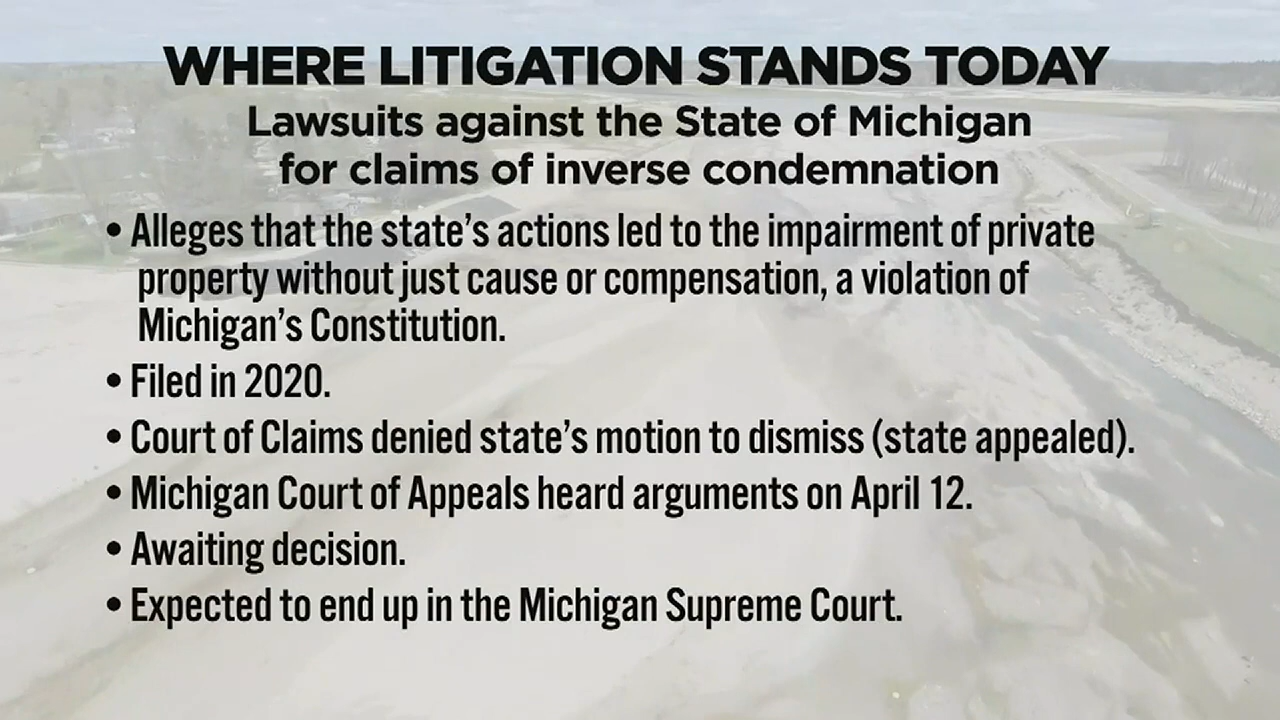 WHERE LITIGATION STANDS TODAY
Lawsuits against the State of Michigan
for claims of inverse condemnation
• Alleges that the state's actions led to the impairment of private
property without just cause or compensation, a violation of
Michigan's Constitution.
• Filed in 2020.
• Court of Claims denied state's motion to dismiss (state appealed).
• Michigan Court of Appeals heard arguments on April 12.
• Awaiting decision.
• Expected to end up in the Michigan Supreme Court.